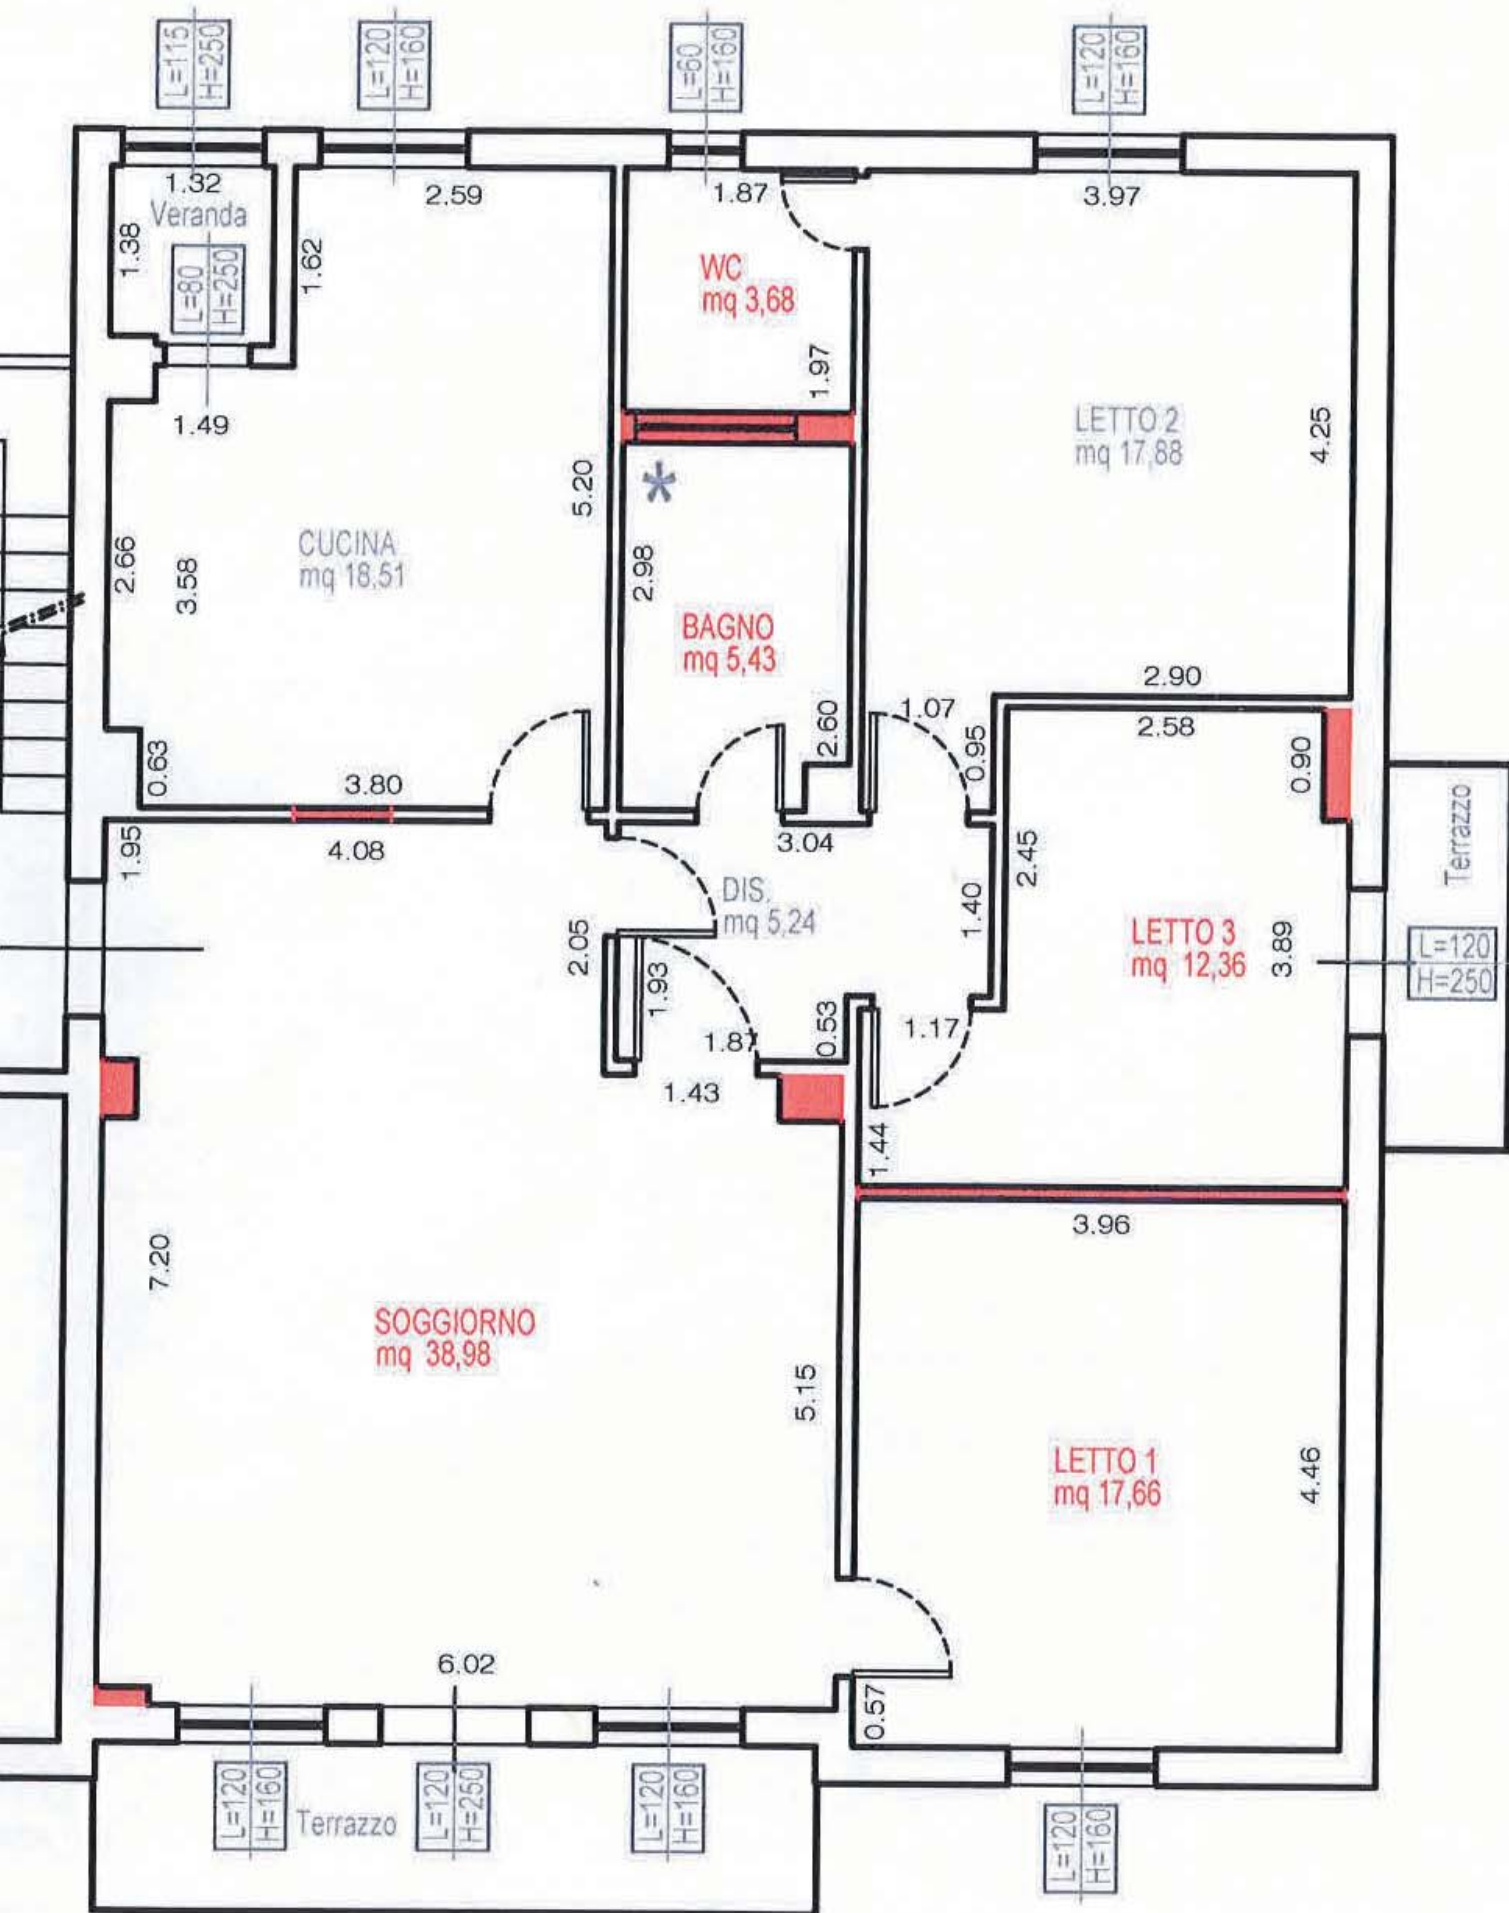 L=115
H=250
L=120
H=160
L=60
H=160
L=120
H=160
1.32
Veranda
1.38
L=80
H=250
1.62
2.59
1.87
3.97
WC
mq 3,68
1.97
1.49
LETTO 2
mq 17,88
4.25
5.20
*
CUCINA
mq 18,51
2.66
3.58
2.98
BAGNO
mq 5,43
2.60
1.07
2.90
2.58
0.95
0.90
0.63
3.80
1.95
4.08
3.04
2.45
Terrazzo
DIS.
mq 5,24
1.40
2.05
1.93
LETTO 3
mq 12,36
3.89
L=120
H=250
1.87
0.53
1.17
1.43
1.44
3.96
7.20
SOGGIORNO
mq 38,98
5.15
LETTO 1
mq 17,66
4.46
6.02
0.57
L=120
H=160
Terrazzo
L=120
H=250
L=120
H=160
L=120
H=160